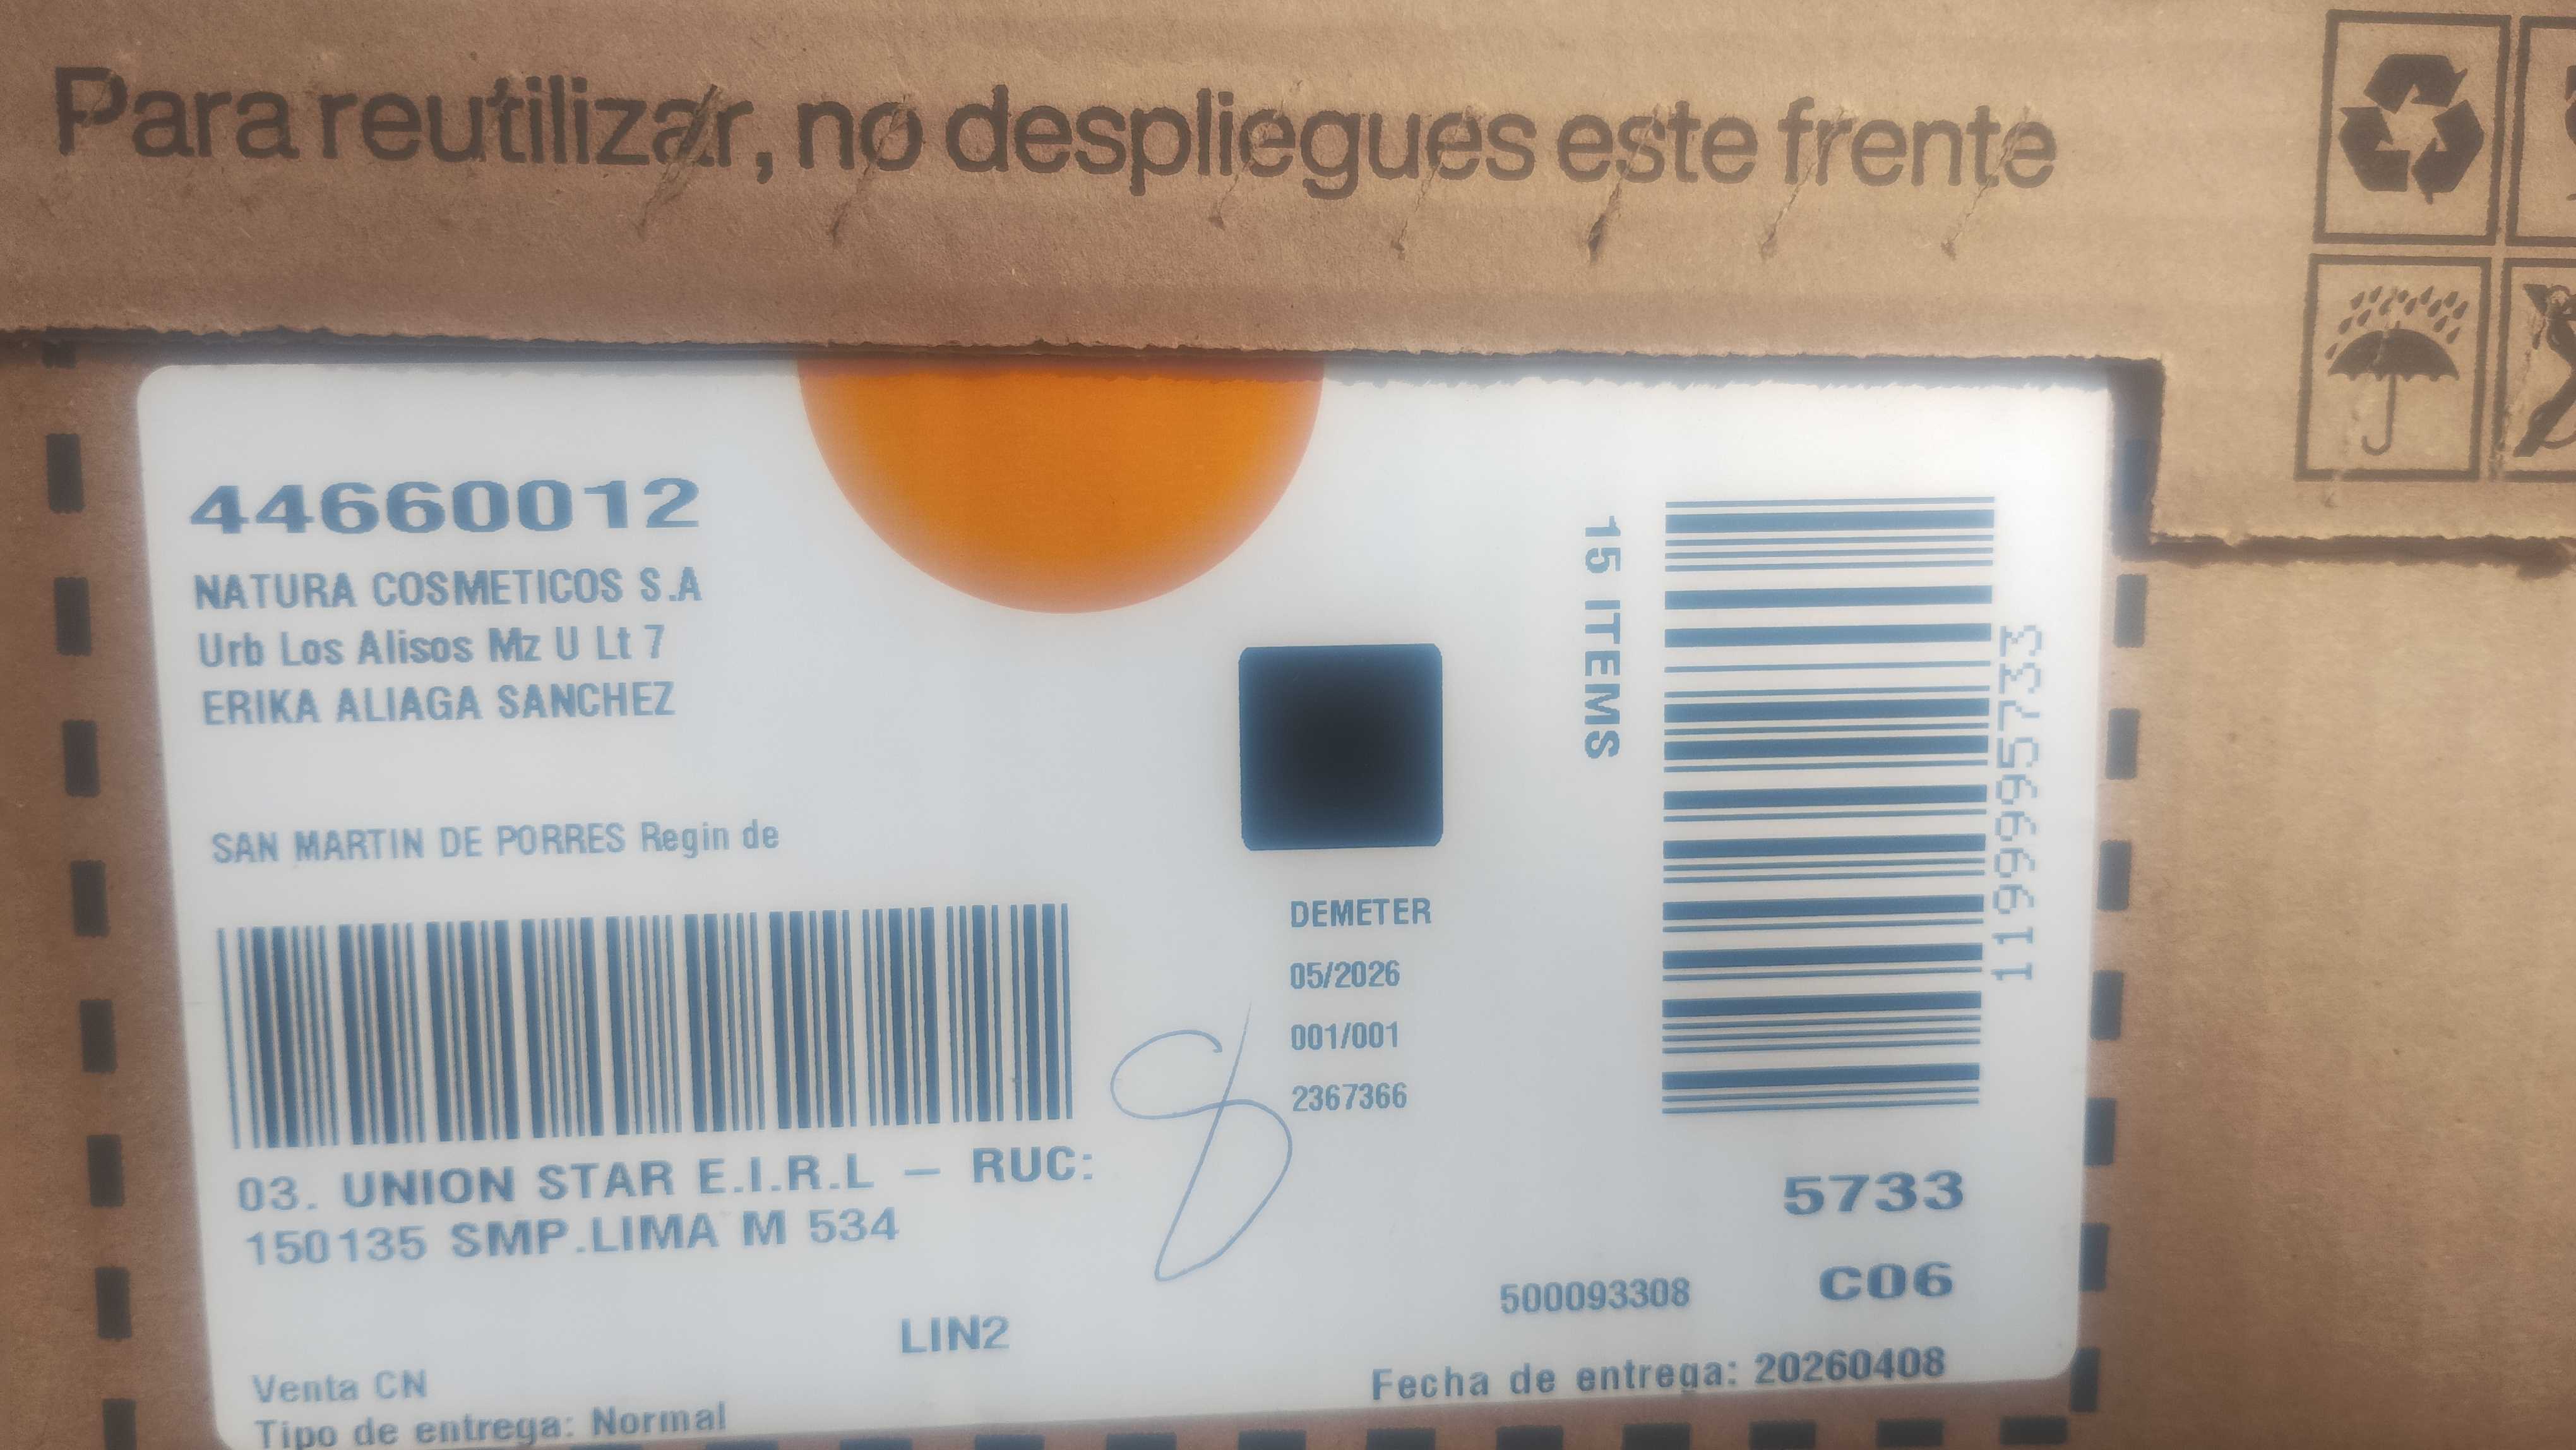 Para reutilizar, no despliegues este frente
44660012
NATURA COSMETICOS S.A
Urb Los Alisos Mz U Lt 7
ERIKA ALIAGA SANCHEZ
SAN MARTIN DE PORRES Regin de
03. UNION STAR E.I.R.L – RUC:
150135 SMP.LIMA M 534
LIN2
Venta CN
Tipo de entrega: Normal
DEMETER
05/2026
001/001
2367366
15 ITEMS
1199995733
5733
C06
500093308
Fecha de entrega: 20260408